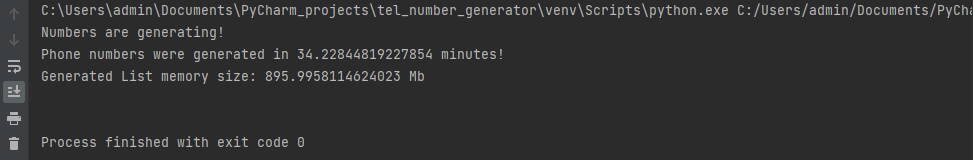 C:\Users\admin\Documents\PyCharm_projects\tel_number_generator\venv\Scripts\python.exe C:/Users/admin/Documents/PyChar
Numbers are generating!
Phone numbers were generated in 34.22844819227854 minutes!
Generated List memory size: 895.9958114624023 Mb
Process finished with exit code 0